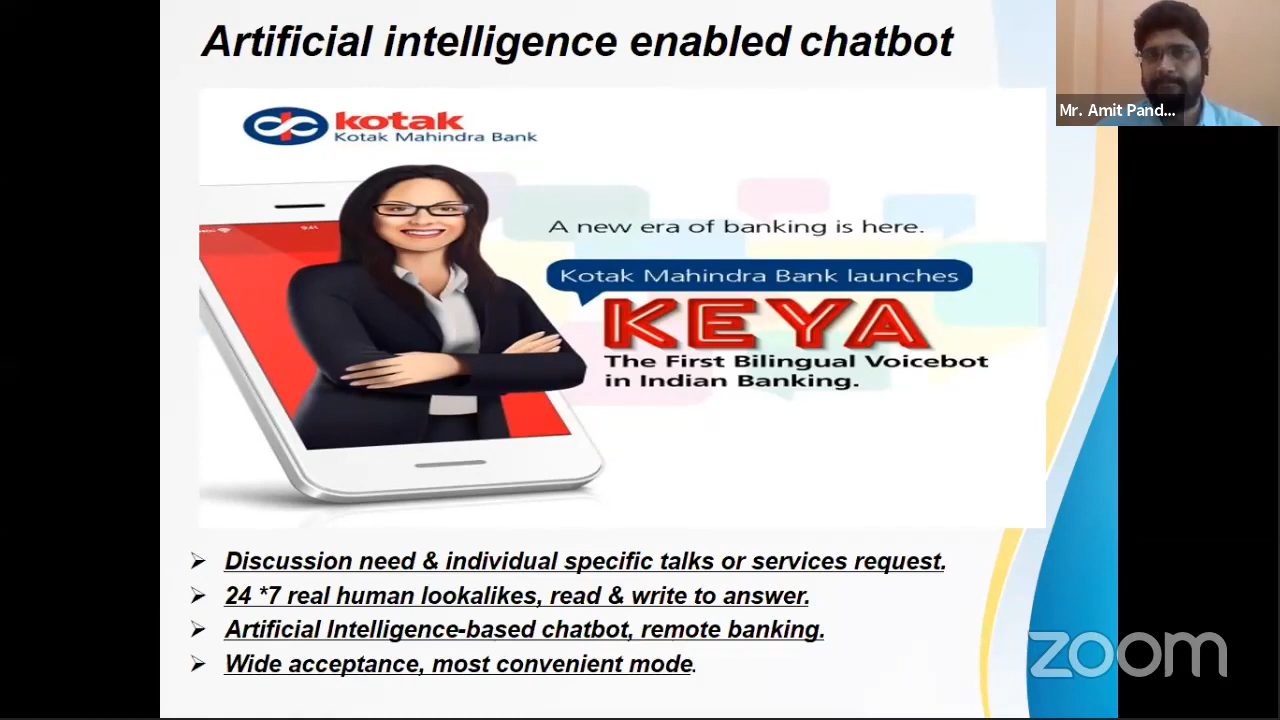 Artificial intelligence enabled chatbot
Mr. Amit Pand...
kotak
Kotak Mahindra Bank
9:41
A new era of banking is here.
Kotak Mahindra Bank launches
KEYA
The First Bilingual Voicebot
in Indian Banking.
Discussion need & individual specific talks or services request.
24 *7 real human lookalikes, read & write to answer.
Artificial Intelligence-based chatbot, remote banking.
Wide acceptance, most convenient mode.
zoom